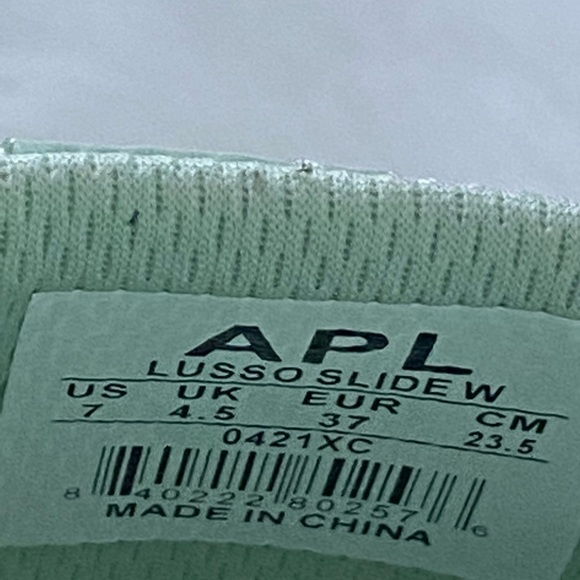 APL
LUSSO SLIDE W
US UK EUR CM
7 4.5 37 23.5
0421XC
8 40222 80257 6
MADE IN CHINA